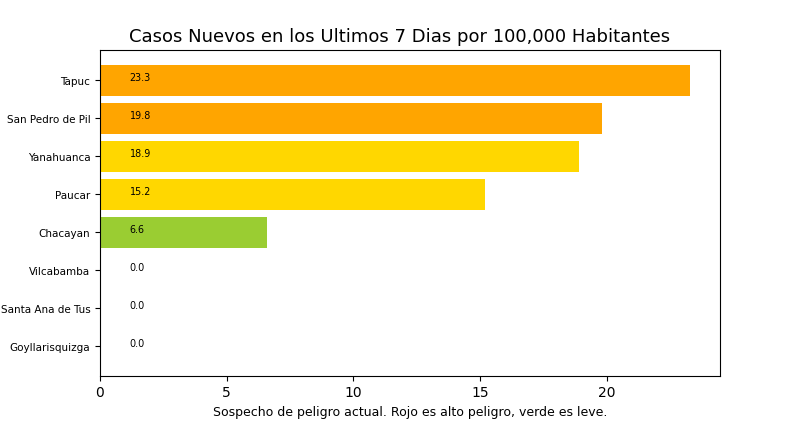 Casos Nuevos en los Ultimos 7 Dias por 100,000 Habitantes
Tapuc 23.3
San Pedro de Pil 19.8
Yanahuanca 18.9
Paucar 15.2
Chacayan 6.6
Vilcabamba 0.0
Santa Ana de Tus 0.0
Goyllarisquizga 0.0
0 5 10 15 20
Sospecho de peligro actual. Rojo es alto peligro, verde es leve.